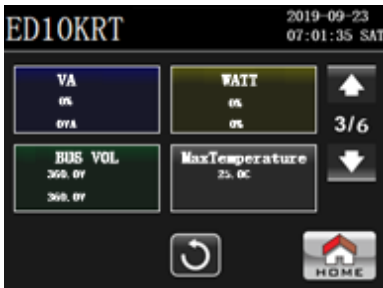 ED10KRT
2019-09-23
07:01:35 SAT
VA
0%
0VA
WATT
0%
0%
3/6
BUS VOL
360.0V
360.0V
MaxTemperature
25.0C
HOME